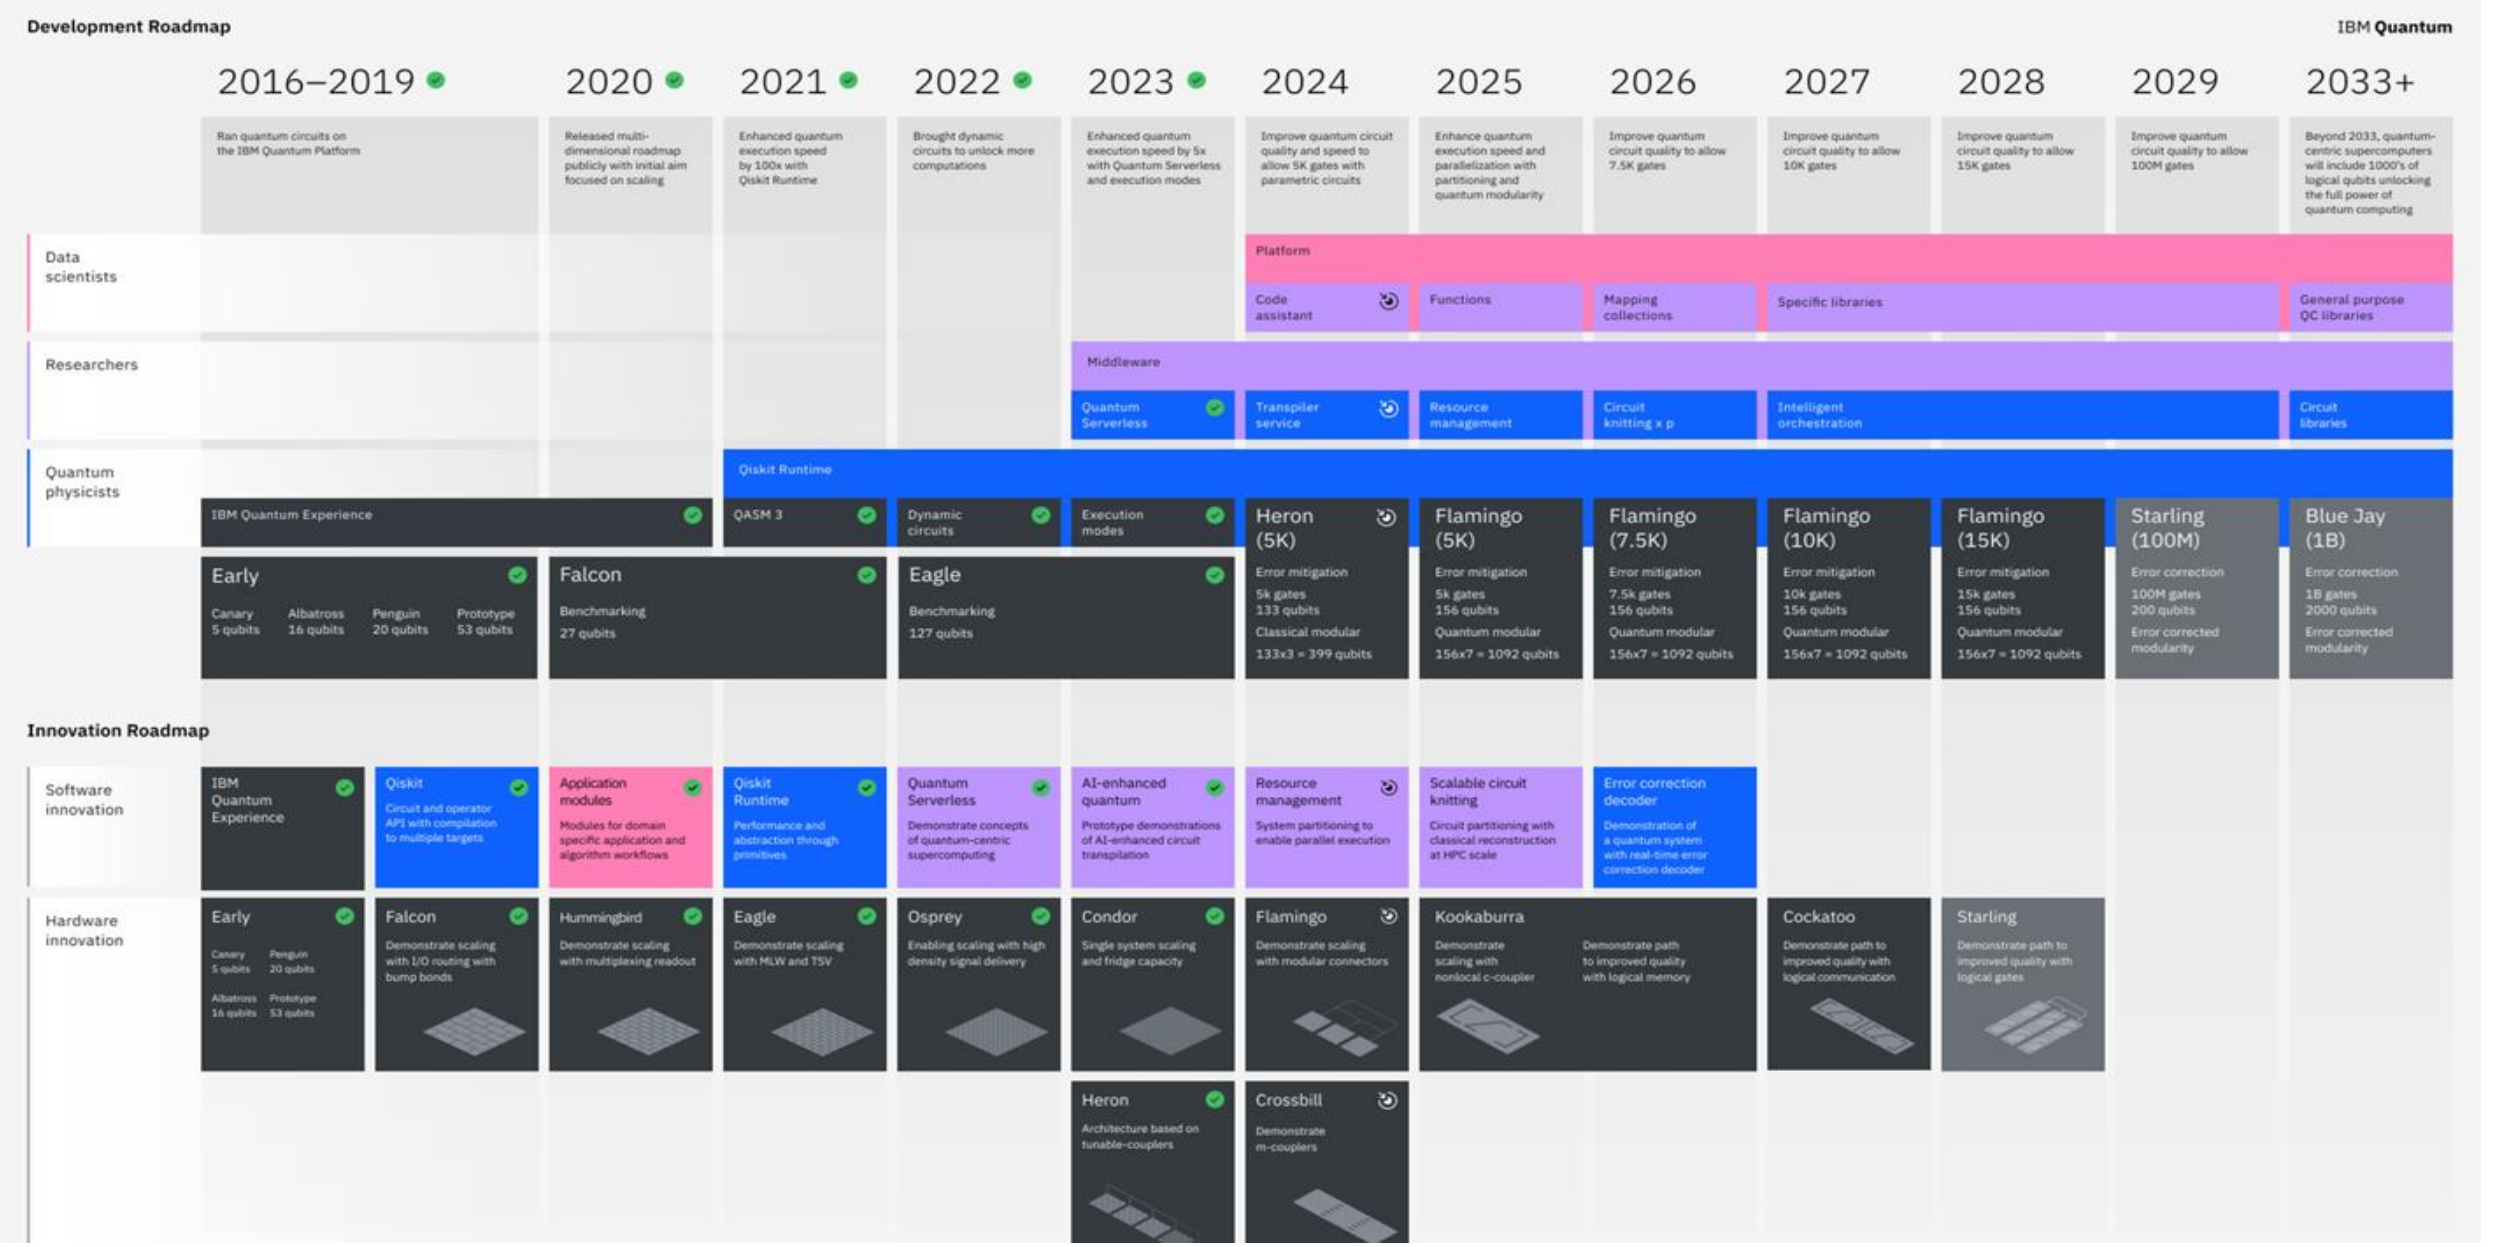 Development Roadmap
IBM Quantum
2016–2019
2020
2021
2022
2023
2024
2025
2026
2027
2028
2029
2033+
Ran quantum circuits on
the IBM Quantum Platform
Released multi-
dimensional roadmap
publicly with initial aim
focused on scaling
Enhanced quantum
execution speed
by 100x with
Qiskit Runtime
Brought dynamic
circuits to unlock more
computations
Enhanced quantum
execution speed by 5x
with Quantum Serverless
and execution modes
Improve quantum circuit
quality and speed to
allow 5K gates with
parametric circuits
Enhance quantum
execution speed and
parallelization with
partitioning and
quantum modularity
Improve quantum
circuit quality to allow
7.5K gates
Improve quantum
circuit quality to allow
10K gates
Improve quantum
circuit quality to allow
15K gates
Improve quantum
circuit quality to allow
100M gates
Beyond 2033, quantum-
centric supercomputers
will include 1000's of
logical qubits unlocking
the full power of
quantum computing
Data
scientists
Platform
Code
assistant
Functions
Mapping
collections
Specific libraries
General purpose
QC libraries
Researchers
Middleware
Quantum
Serverless
Transpiler
service
Resource
management
Circuit
knitting x p
Intelligent
orchestration
Circuit
libraries
Quantum
physicists
Qiskit Runtime
IBM Quantum Experience
QASM 3
Dynamic
circuits
Execution
modes
Early
Canary
5 qubits
Albatross
16 qubits
Penguin
20 qubits
Prototype
53 qubits
Falcon
Benchmarking
27 qubits
Eagle
Benchmarking
127 qubits
Heron
(5K)
Error mitigation
5k gates
133 qubits
Classical modular
133x3 = 399 qubits
Flamingo
(5K)
Error mitigation
5k gates
156 qubits
Quantum modular
156x7 = 1092 qubits
Flamingo
(7.5K)
Error mitigation
7.5k gates
156 qubits
Quantum modular
156x7 = 1092 qubits
Flamingo
(10K)
Error mitigation
10k gates
156 qubits
Quantum modular
156x7 = 1092 qubits
Flamingo
(15K)
Error mitigation
15k gates
156 qubits
Quantum modular
156x7 = 1092 qubits
Starling
(100M)
Error correction
100M gates
200 qubits
Error corrected
modularity
Blue Jay
(1B)
Error correction
1B gates
2000 qubits
Error corrected
modularity
Innovation Roadmap
Software
innovation
IBM
Quantum
Experience
Qiskit
Circuit and operator
API with compilation
to multiple targets
Application
modules
Modules for domain
specific application and
algorithm workflows
Qiskit
Runtime
Performance and
abstraction through
primitives
Quantum
Serverless
Demonstrate concepts
of quantum-centric
supercomputing
AI-enhanced
quantum
Prototype demonstrations
of AI-enhanced circuit
transpilation
Resource
management
System partitioning to
enable parallel execution
Scalable circuit
knitting
Circuit partitioning with
classical reconstruction
at HPC scale
Error correction
decoder
Demonstration of
a quantum system
with real-time error
correction decoder
Hardware
innovation
Early
Canary
5 qubits
Penguin
20 qubits
Albatross
16 qubits
Prototype
53 qubits
Falcon
Demonstrate scaling
with I/O routing with
bump bonds
Hummingbird
Demonstrate scaling
with multiplexing readout
Eagle
Demonstrate scaling
with MLW and TSV
Osprey
Enabling scaling with high
density signal delivery
Condor
Single system scaling
and fridge capacity
Flamingo
Demonstrate scaling
with modular connectors
Kookaburra
Demonstrate
scaling with
nonlocal c-coupler
Demonstrate path
to improved quality
with logical memory
Cockatoo
Demonstrate path to
improved quality with
logical communication
Starling
Demonstrate path to
improved quality with
logical gates
Heron
Architecture based on
tunable-couplers
Crossbill
Demonstrate
m-couplers